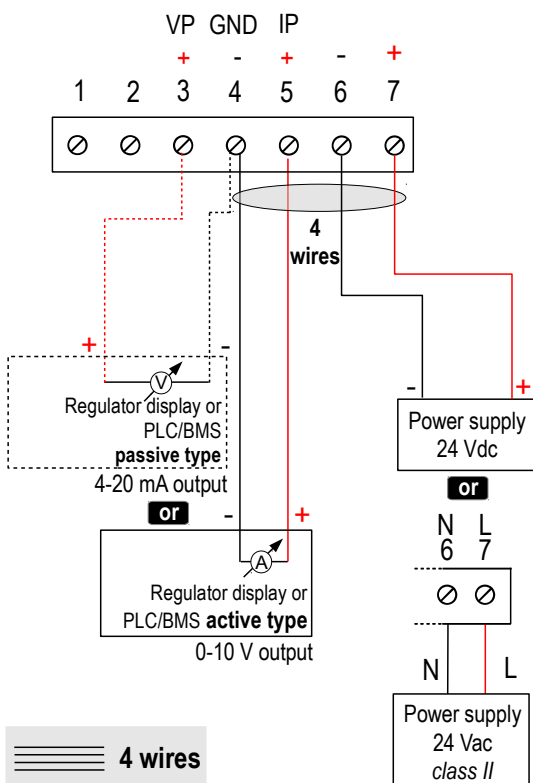 VP GND IP
+ - + - +
1 2 3 4 5 6 7
4
wires
+ -
V
Regulator display or
PLC/BMS
passive type
4-20 mA output
or
- +
A
Regulator display or
PLC/BMS active type
0-10 V output
- +
Power supply
24 Vdc
or
N L
6 7
N L
Power supply
24 Vac
class II
4 wires